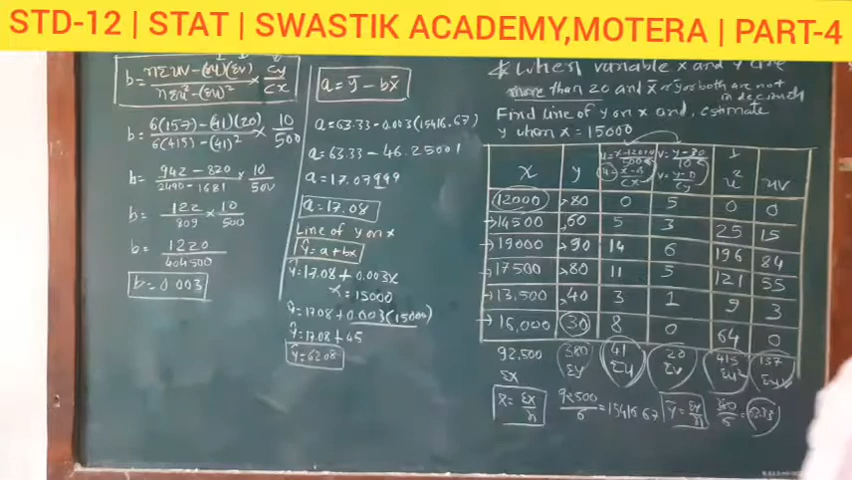 STD-12 | STAT | SWASTIK ACADEMY,MOTERA | PART-4
b = nΣuv - (Σu)(Σv) / nΣu² - (Σu)² × cy / cx
b = 6(157) - (41)(20) / 6(415) - (41)² × 10 / 500
b = 942 - 820 / 2490 - 1681 × 10 / 500
b = 122 / 809 × 10 / 500
b = 1220 / 404500
b = 0.003
a = ȳ - bx̄
a = 63.33 - 0.003(15416.67)
a = 63.33 - 46.25001
a = 17.07999
a = 17.08
Line of y on x
ŷ = a + bx
ŷ = 17.08 + 0.003x
x = 15000
ŷ = 17.08 + 0.003(15000)
ŷ = 17.08 + 45
ŷ = 62.08
* When variable x and y are
more than 20 and x̄ or ȳ or both are not
in decimal
Find line of y on x and estimate
y when x = 15000
x y u = x-12000 / 500 v = y-30 / 10 u² uv
u = x-a / cx v = y-b / cy
12000 80 0 5 0 0
14500 60 5 3 25 15
19000 90 14 6 196 84
17500 80 11 5 121 55
13,500 40 3 1 9 3
16,000 30 8 0 64 0
92,500 380 41 20 415 157
Σx Σy Σu Σv Σu² Σuv
x̄ = Σx / n 92500 / 6 = 15416.67 ȳ = Σy / n 380 / 6 = 63.33